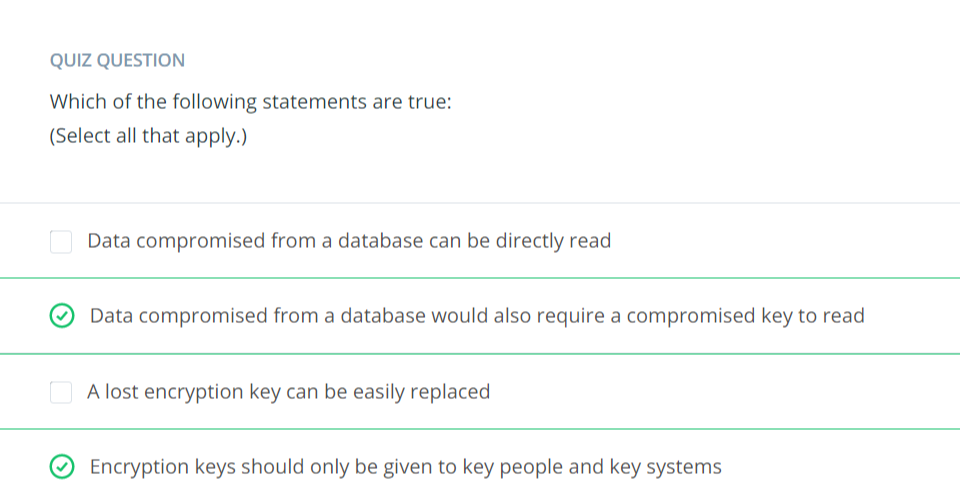 QUIZ QUESTION
Which of the following statements are true:
(Select all that apply.)
Data compromised from a database can be directly read
Data compromised from a database would also require a compromised key to read
A lost encryption key can be easily replaced
Encryption keys should only be given to key people and key systems